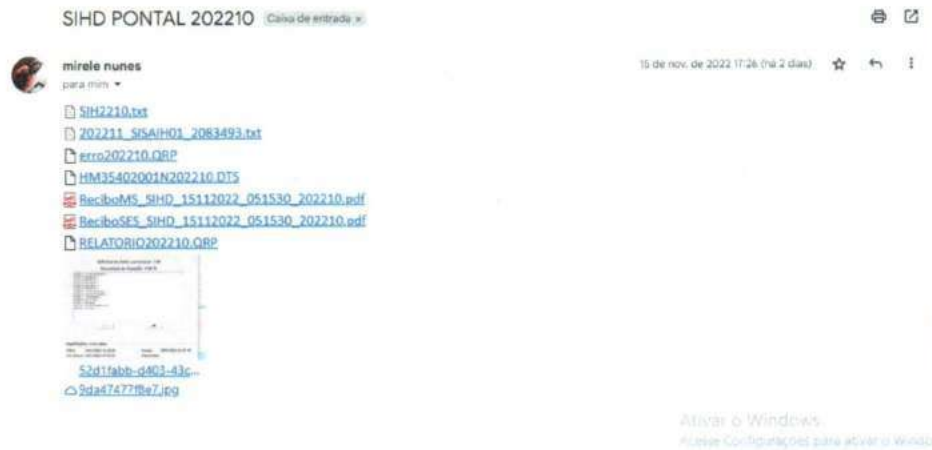 SIHD PONTAL 202210 Caixa de entrada x
mirele nunes
15 de nov. de 2022 17:26 (há 2 dias)
para mim
SIH2210.txt
202211_SISAIH01_2083493.txt
erro202210.QRP
HM35402001N202210.DTS
ReciboMS_SIHD_15112022_051530_202210.pdf
ReciboSES_SIHD_15112022_051530_202210.pdf
RELATORIO202210.QRP
52d1fabb-d403-43c...
9da47477f8e7.jpg
Ativar o Windows
Acesse Configurações para ativar o Windo